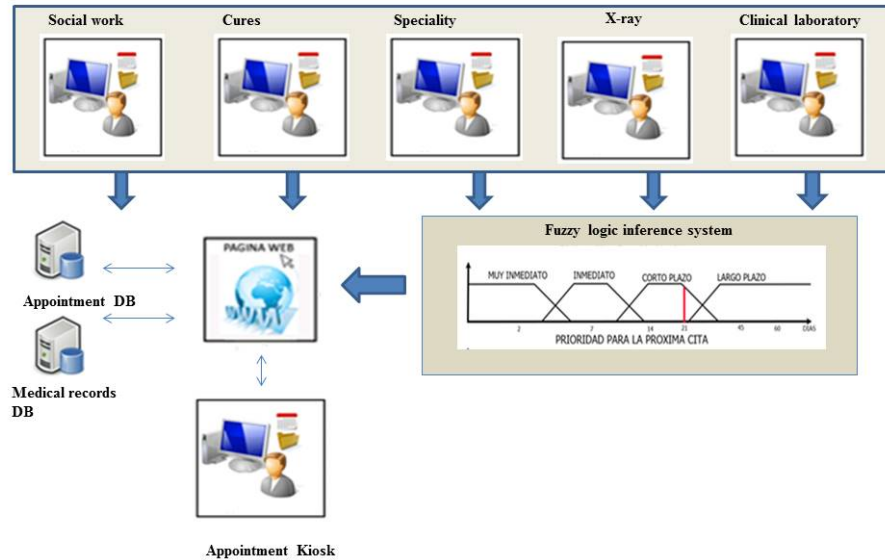 Social work
Cures
Speciality
X-ray
Clinical laboratory
Fuzzy logic inference system
MUY INMEDIATO INMEDIATO CORTO PLAZO LARGO PLAZO
2 7 14 21 45 60 DIAS
PRIORIDAD PARA LA PROXIMA CITA
PAGINA WEB
WWW
Appointment DB
Medical records
DB
Appointment Kiosk